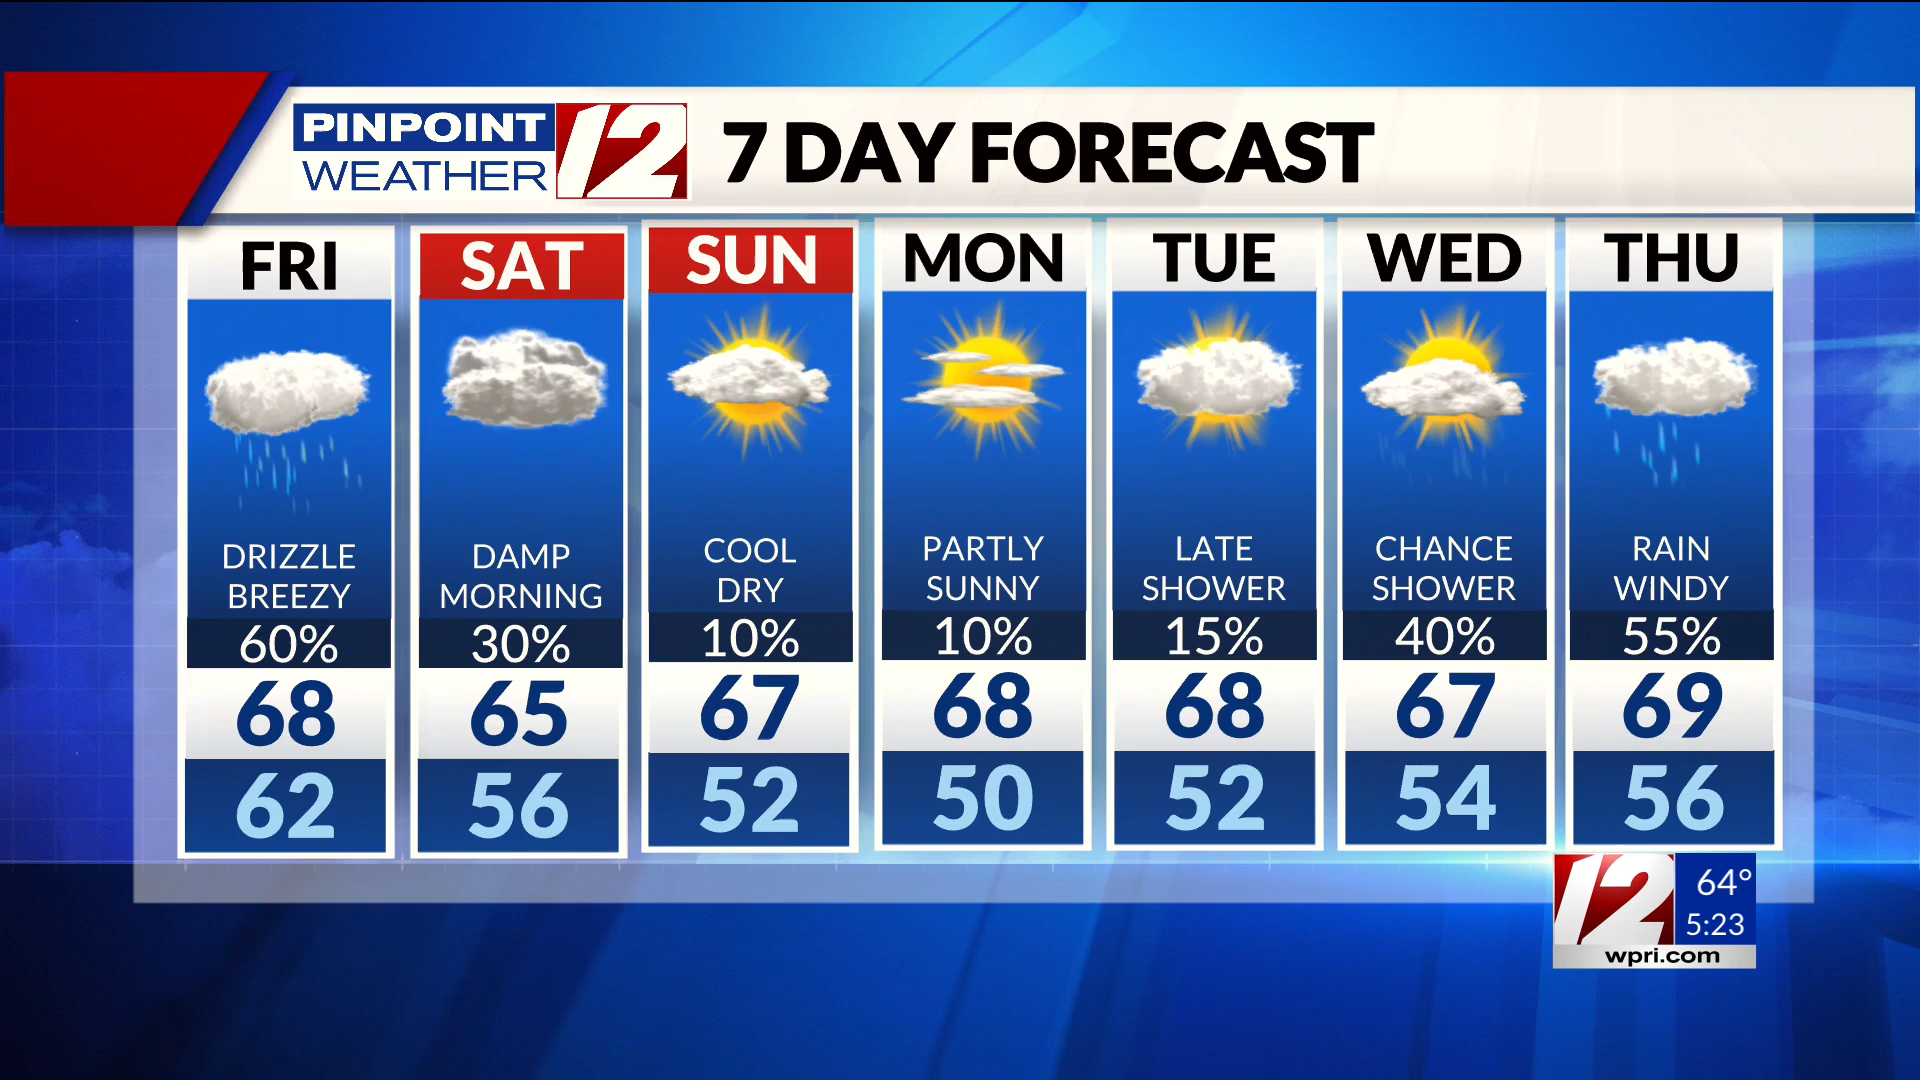 PINPOINT
WEATHER
12
7 DAY FORECAST
FRI
DRIZZLE
BREEZY
60%
68
62
SAT
DAMP
MORNING
30%
65
56
SUN
COOL
DRY
10%
67
52
MON
PARTLY
SUNNY
10%
68
50
TUE
LATE
SHOWER
15%
68
52
WED
CHANCE
SHOWER
40%
67
54
THU
RAIN
WINDY
55%
69
56
12
64°
5:23
wpri.com